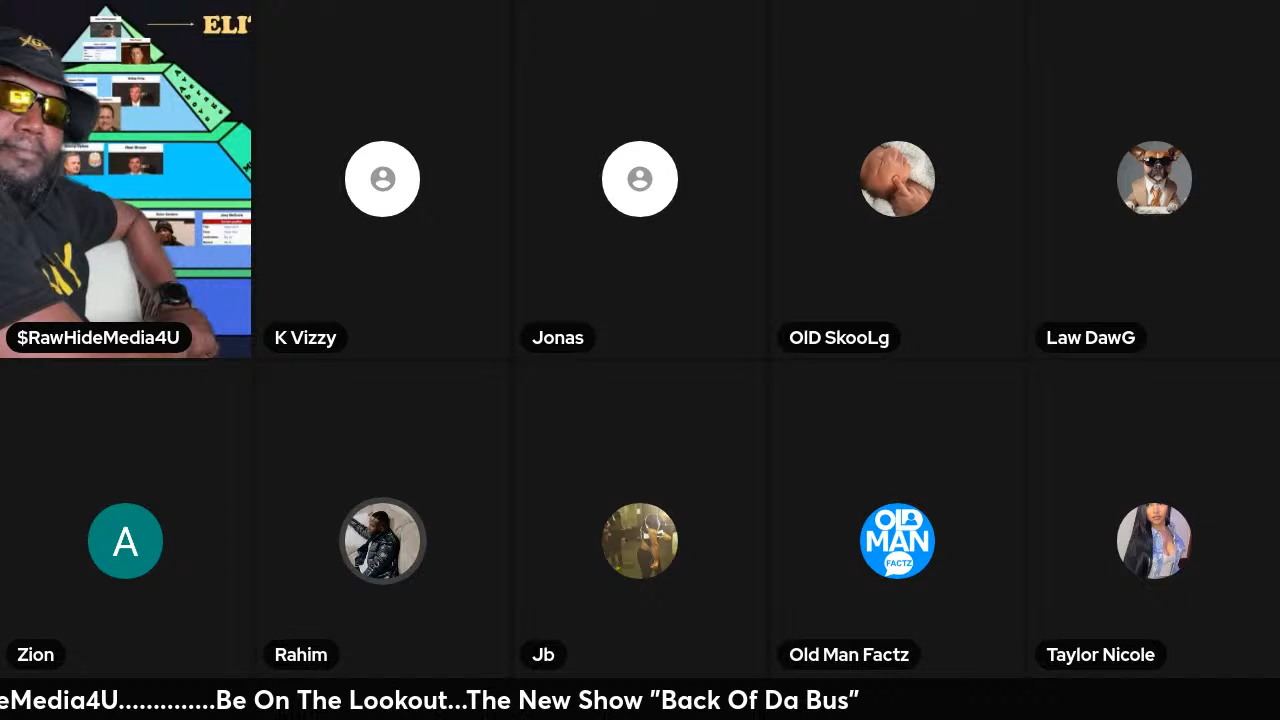 ELI
$RawHideMedia4U
K Vizzy
Jonas
OlD SkooLg
Law DawG
A
OlD
MAN
FACTZ
Zion
Rahim
Jb
Old Man Factz
Taylor Nicole
eMedia4U..............Be On The Lookout...The New Show "Back Of Da Bus"